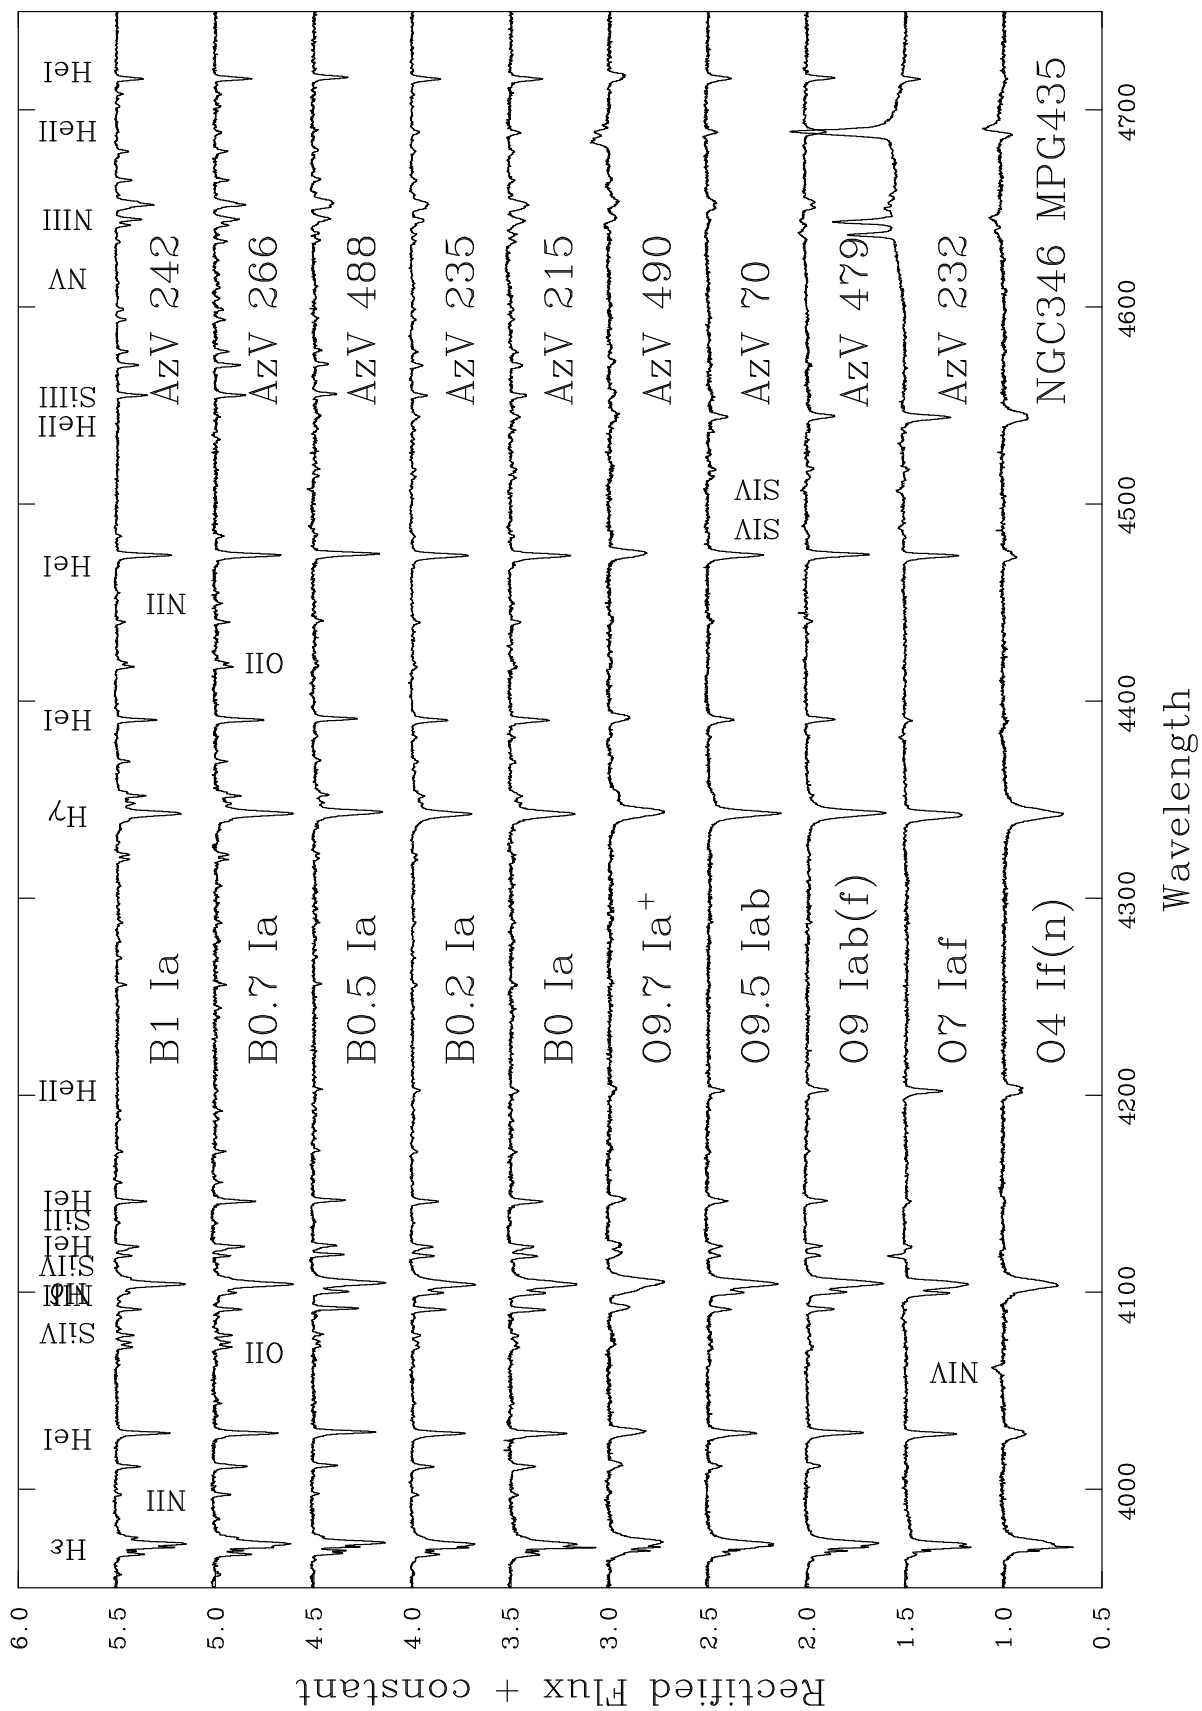 Hε
HeI
SiIV
NIII
Hδ
SiIV
HeI
SiII
HeI
HeII
Hγ
HeI
HeI
HeII
SiIII
NV
NIII
HeII
HeI
NII
NII
B1 Ia
AzV 242
OII
OII
B0.7 Ia
AzV 266
B0.5 Ia
AzV 488
B0.2 Ia
AzV 235
B0 Ia
AzV 215
O9.7 Ia+
AzV 490
SIV
SIV
O9.5 Iab
AzV 70
O9 Iab(f)
AzV 479
NIV
O7 Iaf
AzV 232
O4 If(n)
NGC346 MPG435
6.0
5.5
5.0
4.5
4.0
3.5
3.0
2.5
2.0
1.5
1.0
0.5
Rectified Flux + constant
4000
4100
4200
4300
4400
4500
4600
4700
Wavelength